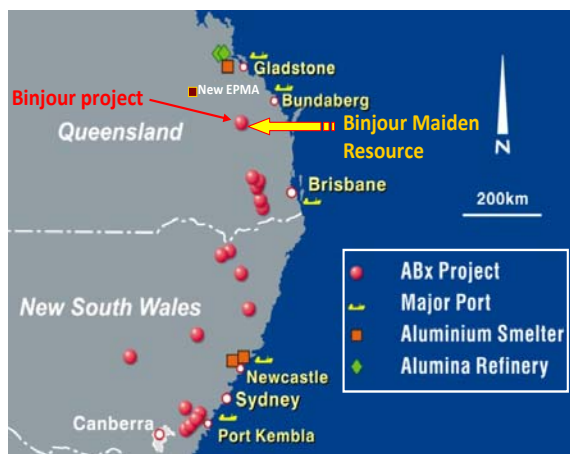 Gladstone
New EPMA
Binjour project
Bundaberg
Queensland
Binjour Maiden
Resource
N
Brisbane
200km
ABx Project
Major Port
Aluminium Smelter
Alumina Refinery
New South Wales
Newcastle
Sydney
Canberra
Port Kembla